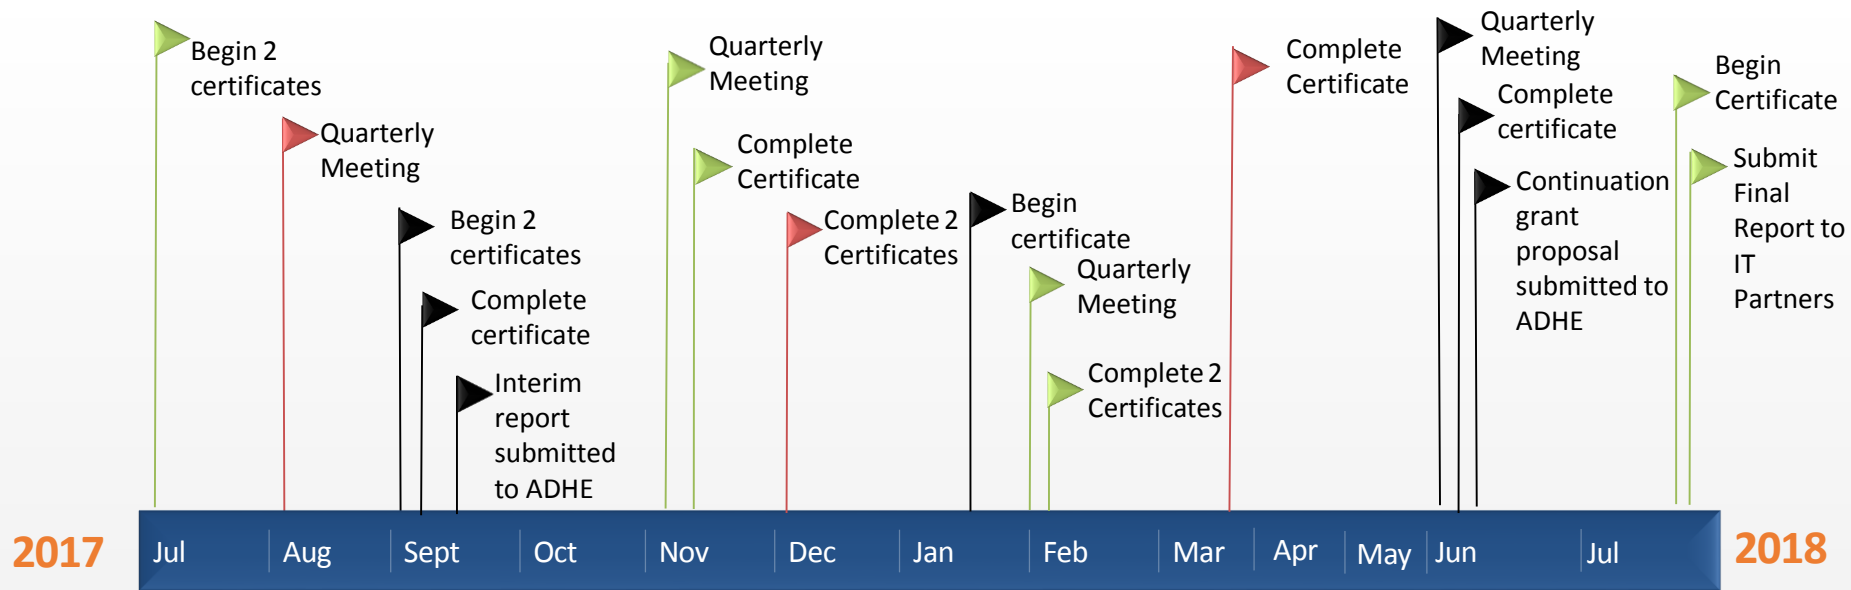 Begin 2
certificates
Quarterly
Meeting
Begin 2
certificates
Complete
certificate
Interim
report
submitted
to ADHE
Quarterly
Meeting
Complete
Certificate
Complete 2
Certificates
Begin
certificate
Quarterly
Meeting
Complete 2
Certificates
Complete
Certificate
Quarterly
Meeting
Complete
certificate
Continuation
grant
proposal
submitted to
ADHE
Begin
Certificate
Submit
Final
Report to
IT
Partners
2017 Jul Aug Sept Oct Nov Dec Jan Feb Mar Apr May Jun Jul 2018